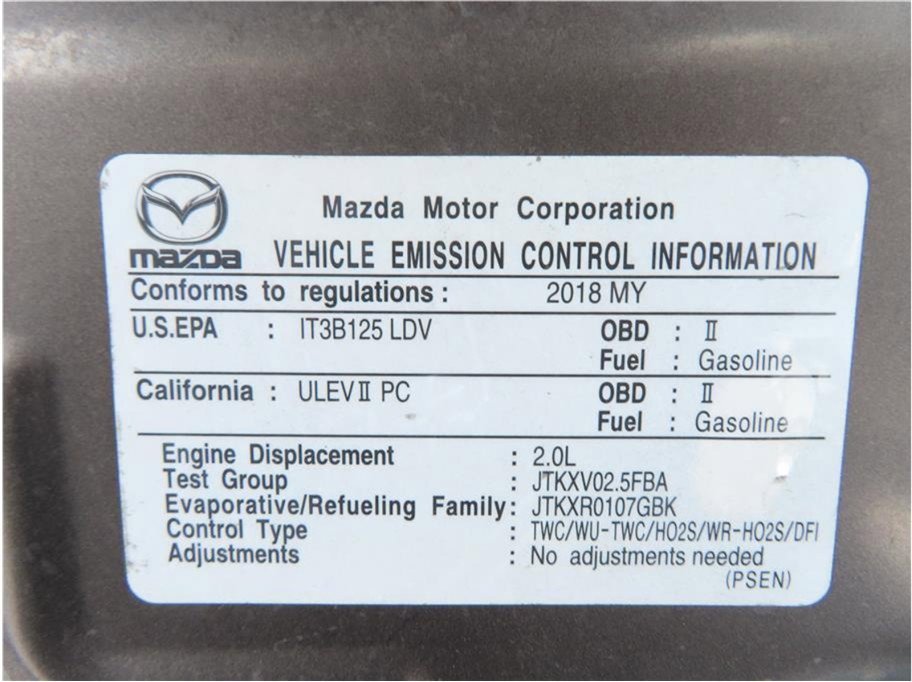 Mazda Motor Corporation
mazda VEHICLE EMISSION CONTROL INFORMATION
Conforms to regulations : 2018 MY
U.S.EPA : IT3B125 LDV OBD : II
Fuel : Gasoline
California : ULEVII PC OBD : II
Fuel : Gasoline
Engine Displacement : 2.0L
Test Group : JTKXV02.5FBA
Evaporative/Refueling Family : JTKXR0107GBK
Control Type : TWC/WU-TWC/HO2S/WR-HO2S/DFI
Adjustments : No adjustments needed
(PSEN)